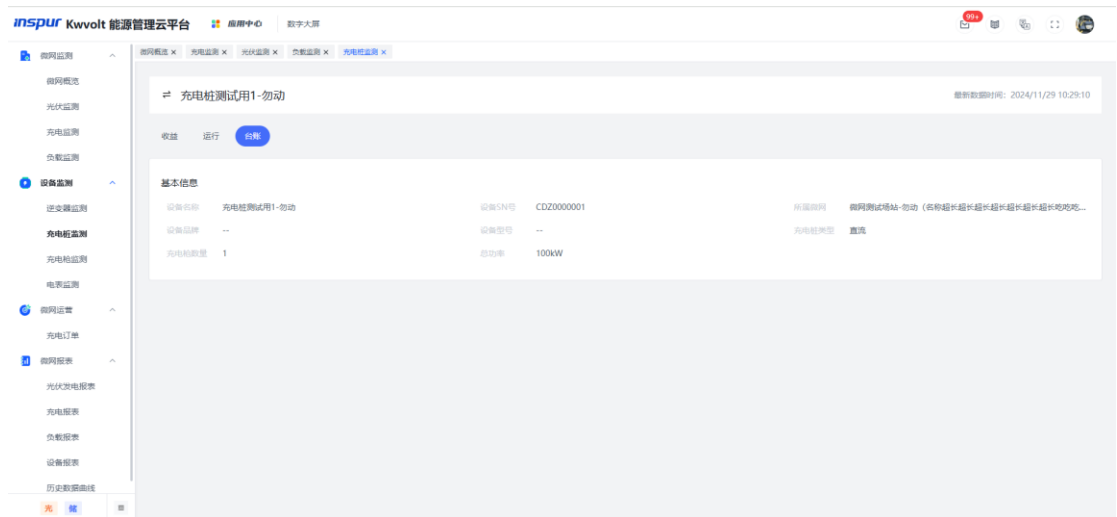 inspur Kwvolt 能源管理云平台 应用中心 数字大屏 99+
微网监测
微网概览
光伏监测
充电监测
负载监测
设备监测
逆变器监测
充电桩监测
充电枪监测
电表监测
微网运营
充电订单
微网报表
光伏发电报表
充电报表
负载报表
设备报表
历史数据曲线
光 储
微网概览 × 充电监测 × 光伏监测 × 负载监测 × 充电桩监测 ×
充电桩测试用1-勿动 最新数据时间：2024/11/29 10:29:10
收益 运行 台账
基本信息
设备名称 充电桩测试用1-勿动 设备SN号 CDZ0000001 所属微网 微网测试场站-勿动（名称超长超长超长超长超长超长超长吃吃吃...
设备品牌 -- 设备型号 -- 充电桩类型 直流
充电枪数量 1 总功率 100kW